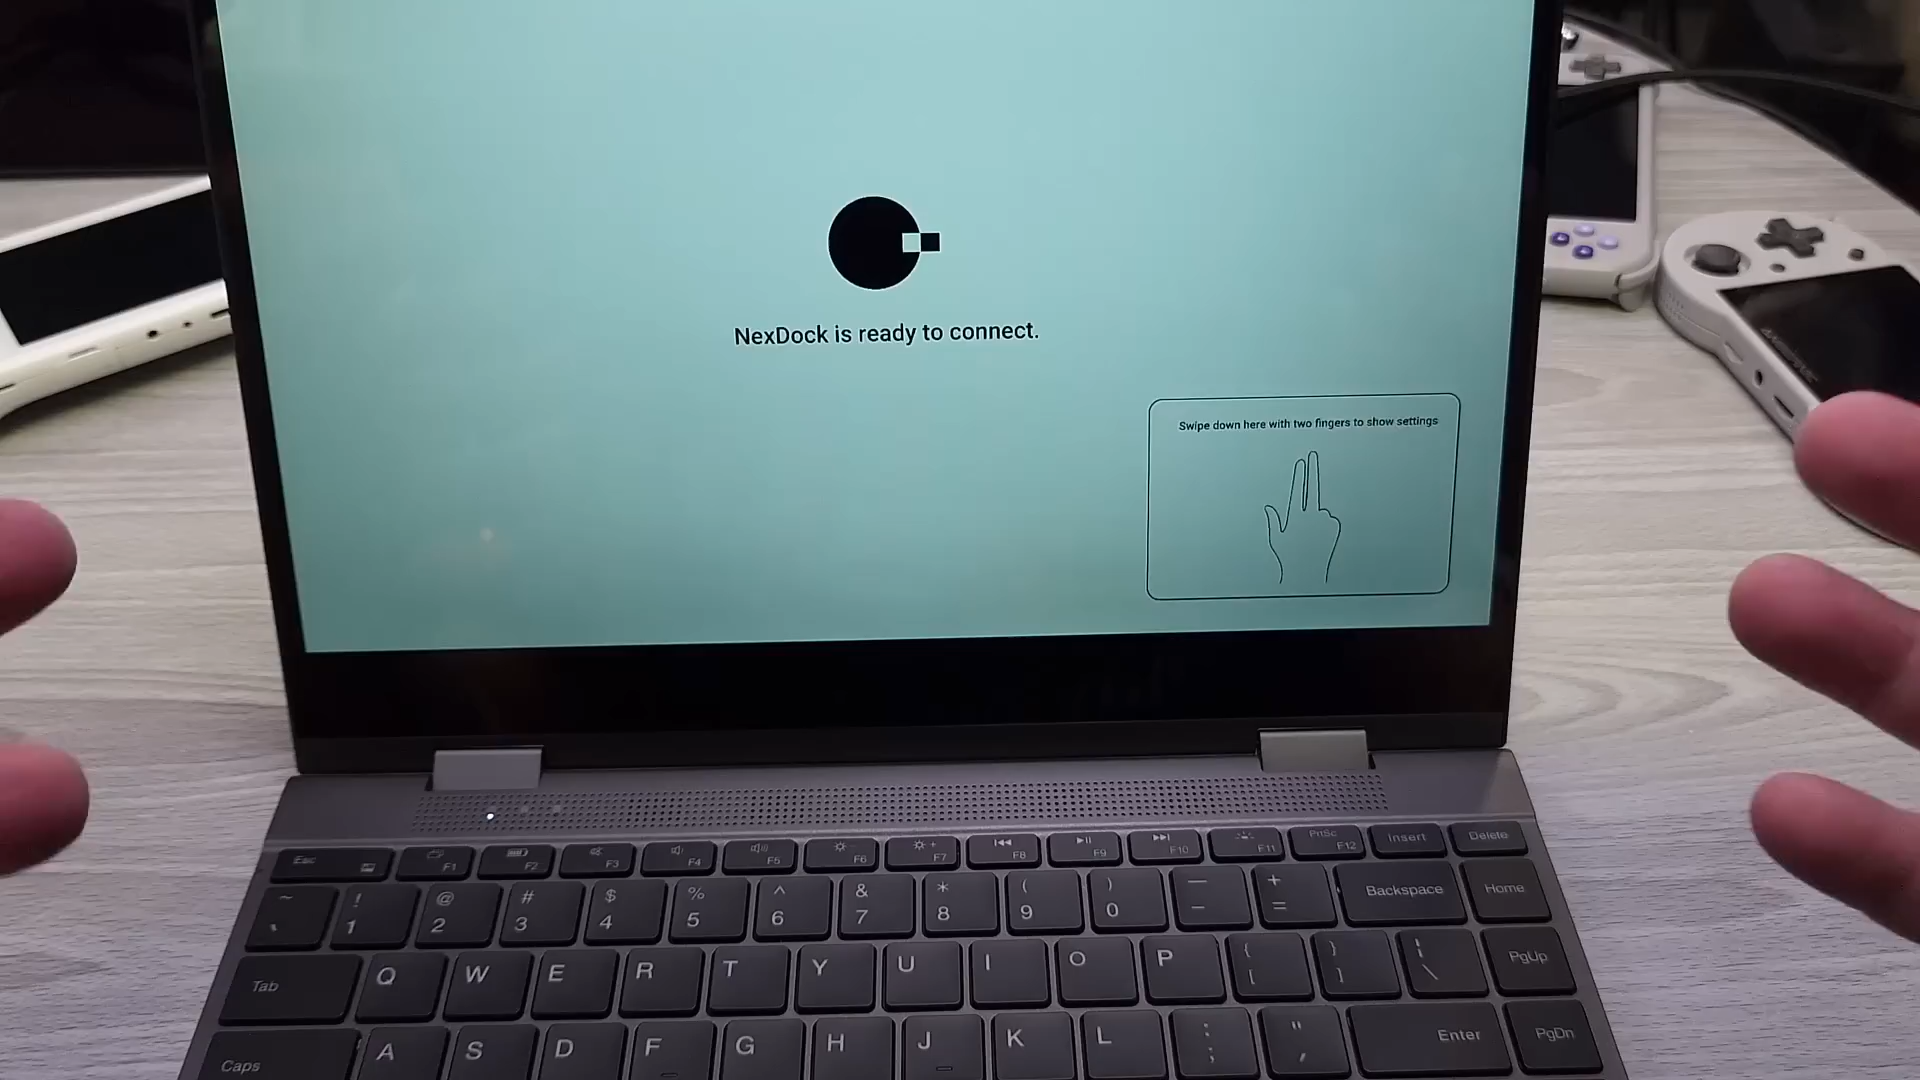 NexDock is ready to connect.
Swipe down here with two fingers to show settings
Esc F1 F2 F3 F4 F5 F6 + F7 F8 F9 F10 F11 PrtSc F12 Insert Delete
~ ` ! 1 @ 2 # 3 $ 4 % 5 ^ 6 & 7 * 8 ( 9 ) 0 — - + = Backspace Home
Tab Q W E R T Y U I O P { [ } ] ¦ \ PgUp
Caps A S D F G H J K L : ; " , Enter PgDn